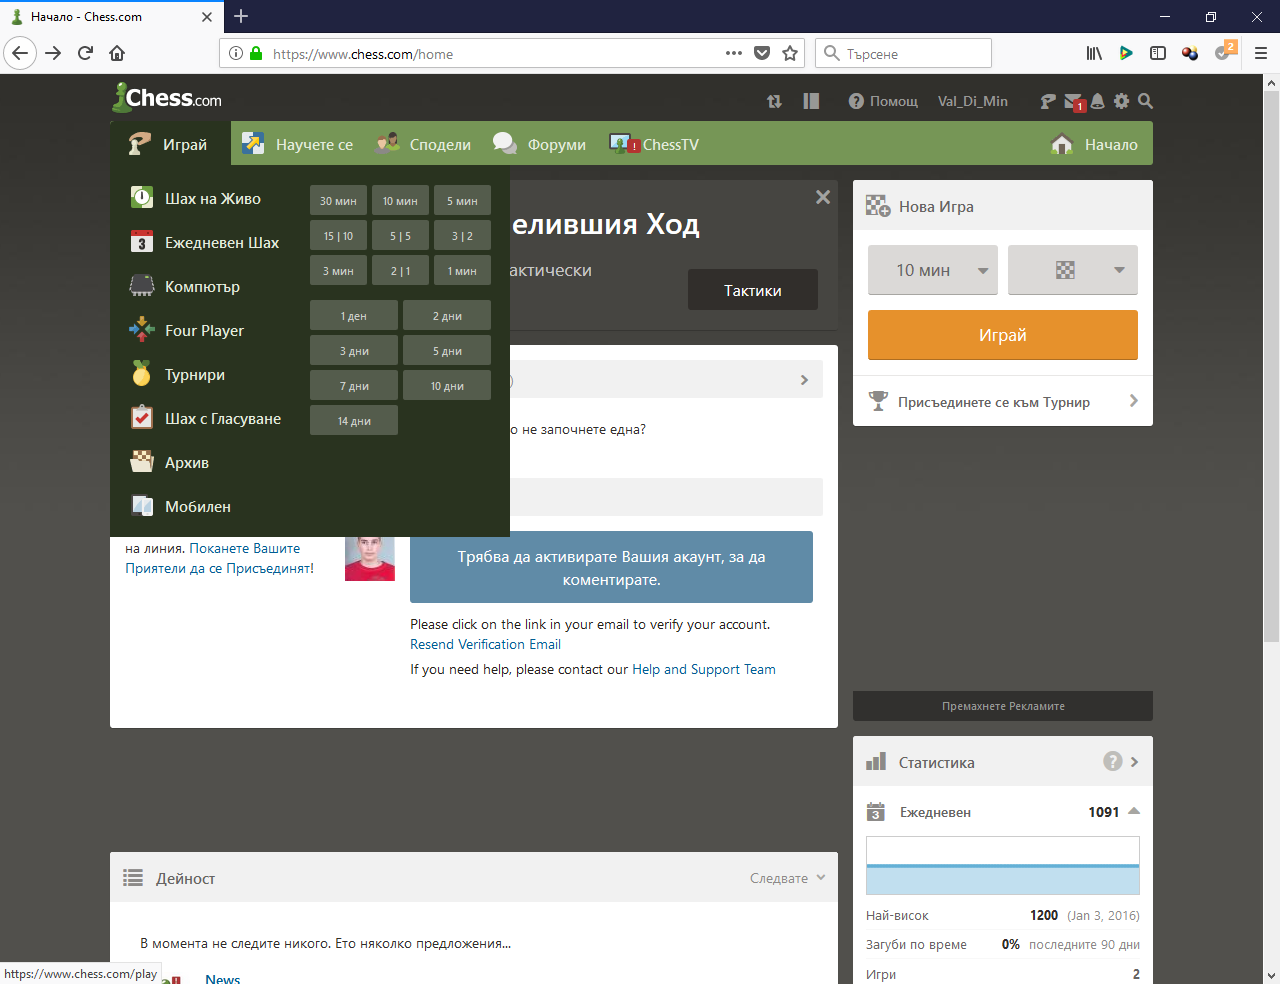 Начало - Chess.com
https://www.chess.com/home
Търсене
2
Chess.com
Помощ
Val_Di_Min
1
Играй
Научете се
Сподели
Форуми
!
ChessTV
Начало
Шах на Живо
3
Ежедневен Шах
Компютър
Four Player
Турнири
Шах с Гласуване
Архив
Мобилен
30 мин
10 мин
5 мин
15 | 10
5 | 5
3 | 2
3 мин
2 | 1
1 мин
1 ден
2 дни
3 дни
5 дни
7 дни
10 дни
14 дни
елившия Ход
актически
Тактики
)
о не започнете една?
на линия. Поканете Вашите
Приятели да се Присъединят!
Трябва да активирате Вашия акаунт, за да
коментирате.
Please click on the link in your email to verify your account.
Resend Verification Email
If you need help, please contact our Help and Support Team
Нова Игра
10 мин
Играй
Присъединете се към Турнир
Премахнете Рекламите
Статистика
?
3
Ежедневен
1091
Най-висок
1200 (Jan 3, 2016)
Загуби по време
0% последните 90 дни
Игри
2
Дейност
Следвате
В момента не следите никого. Ето няколко предложения...
!
News
https://www.chess.com/play